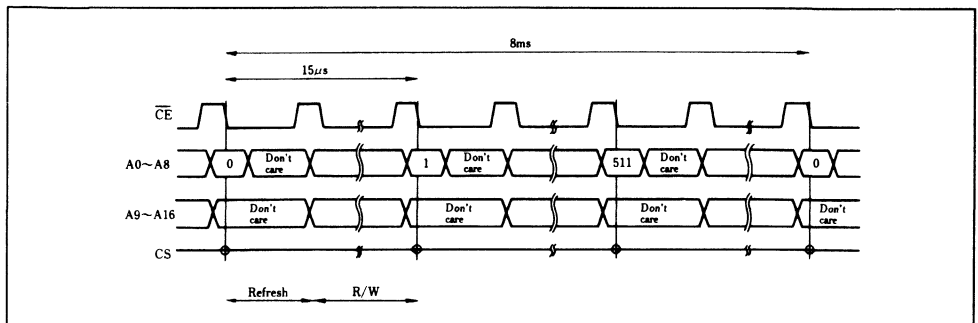 8ms
15μs
CE
A0~A8 0 Don't care 1 Don't care 511 Don't care 0
A9~A16 Don't care Don't care Don't care Don't care
CS
Refresh R/W